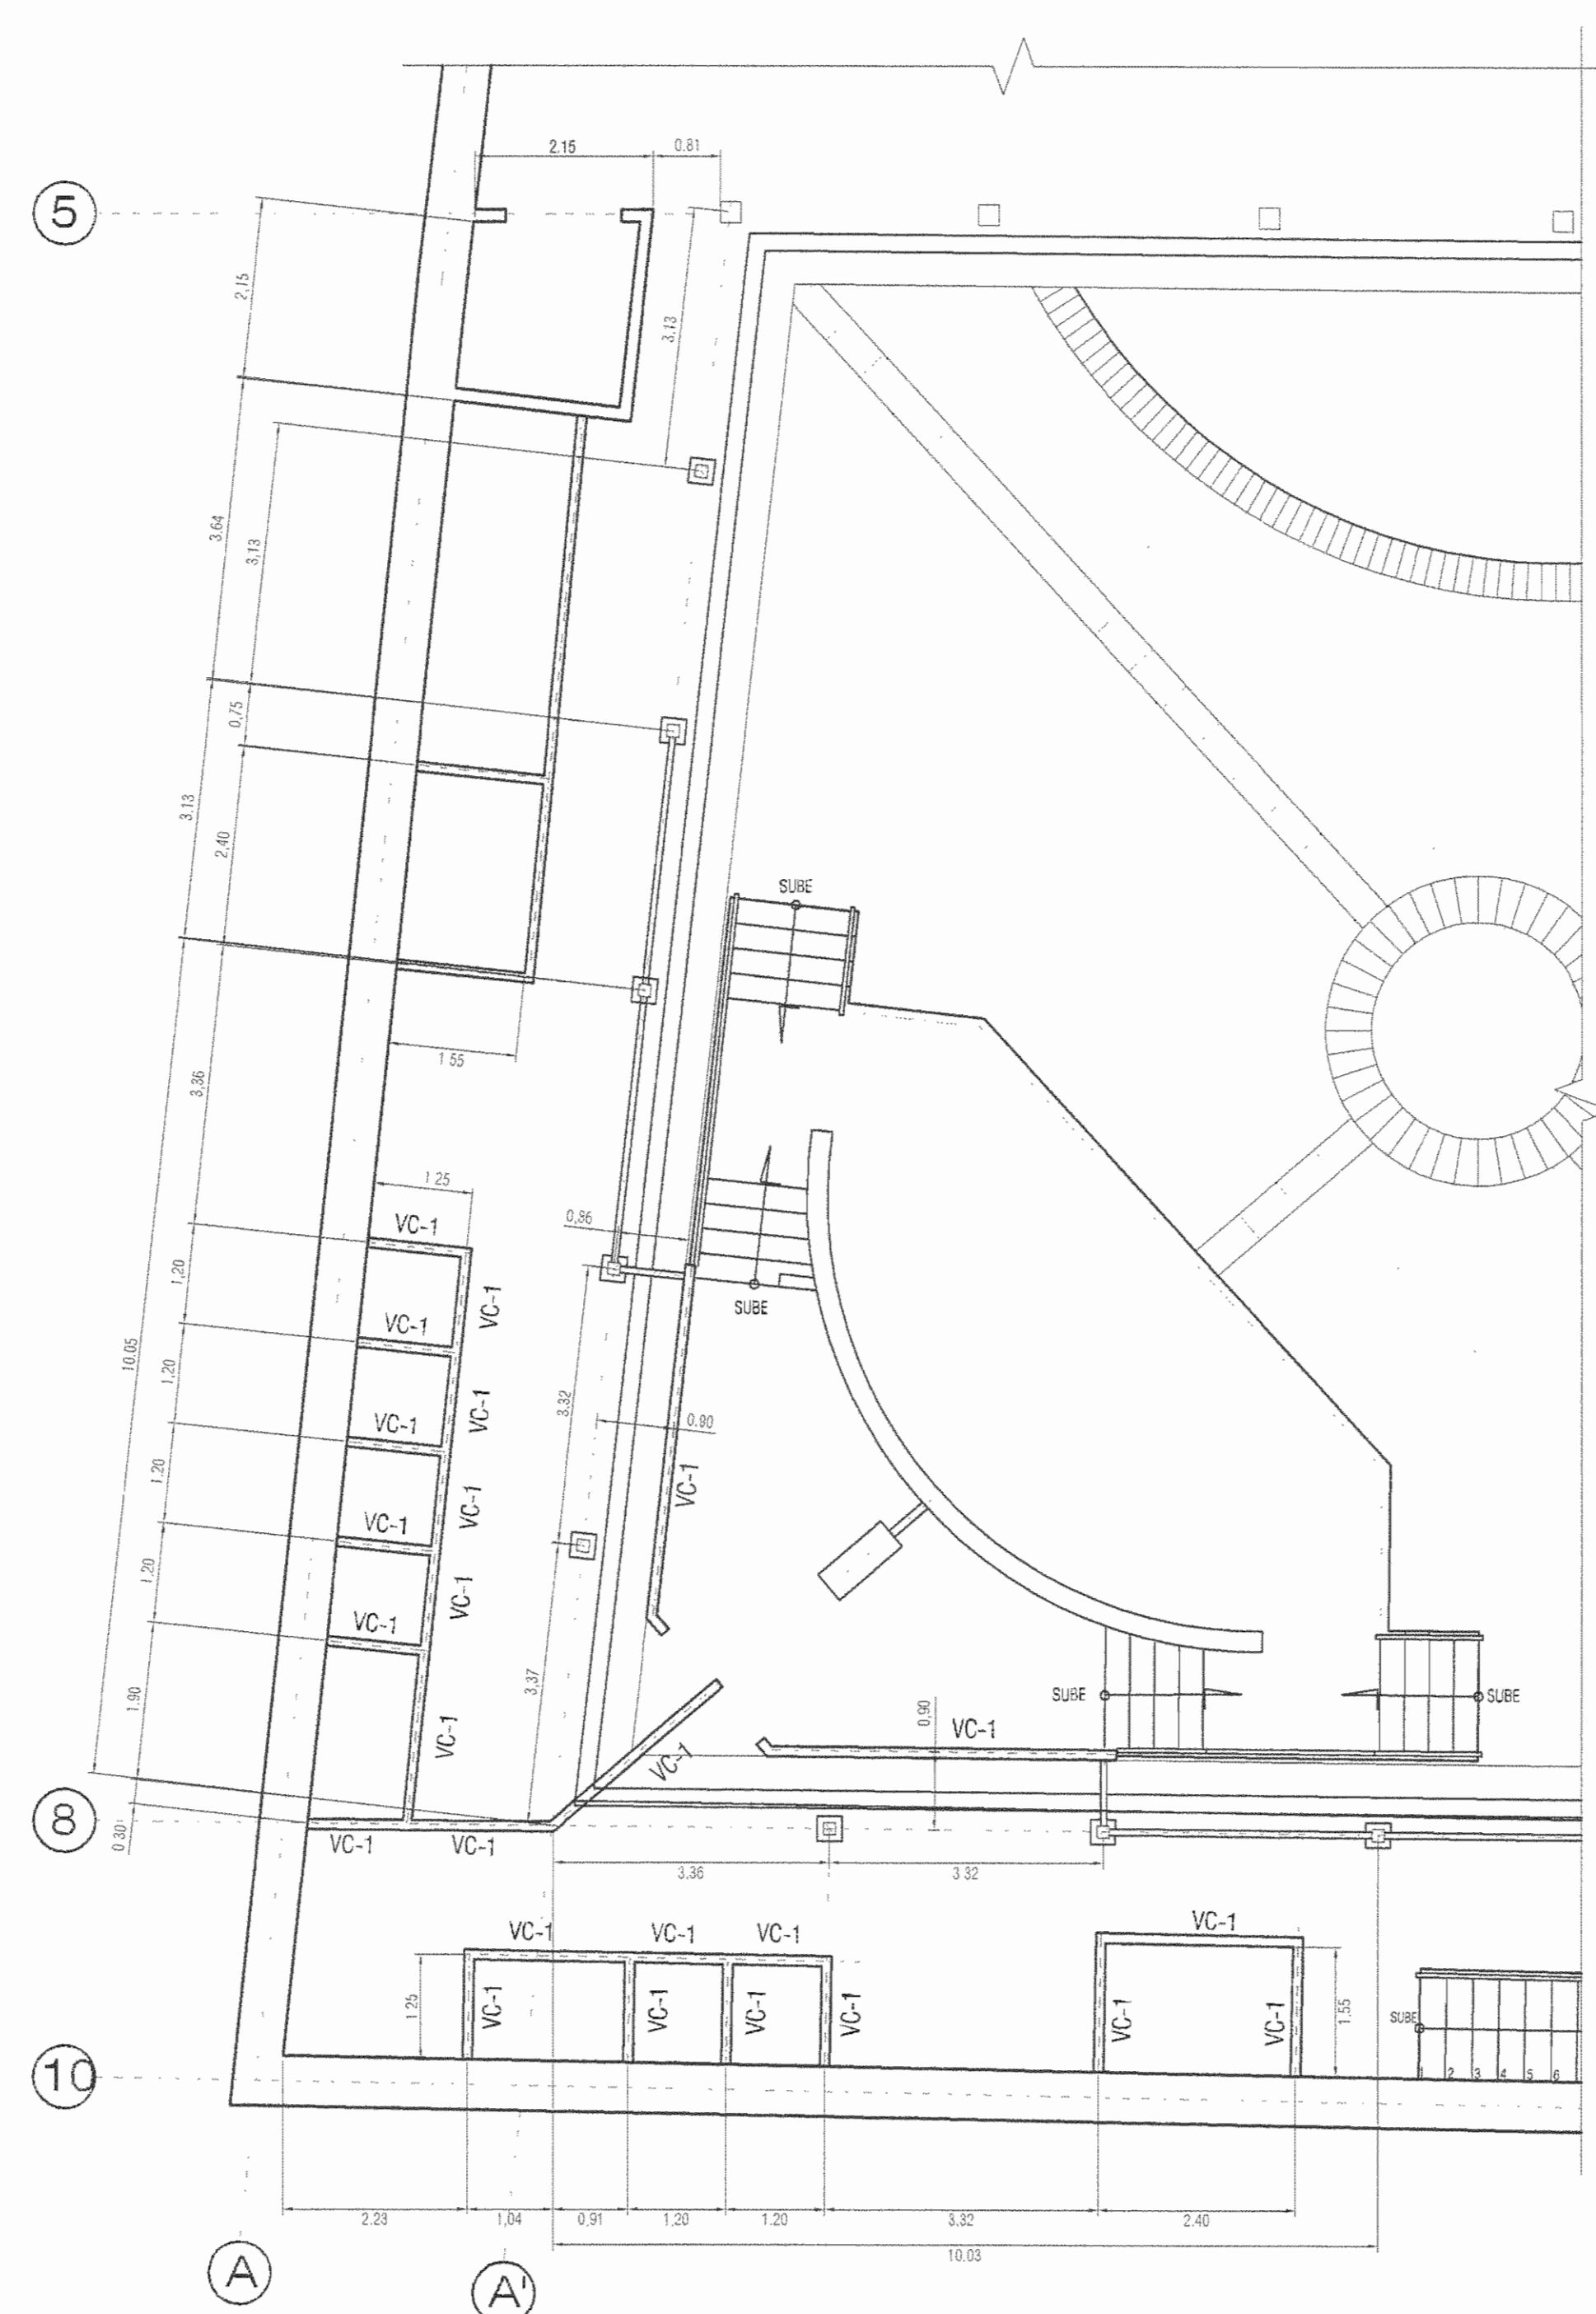 2.15
0.81
5
2,15
3.13
3.64
3,13
0,75
3.13
2,40
SUBE
1 55
3,36
1 25
VC-1
0,86
1,20
VC-1
VC-1
SUBE
10.05
1,20
3.32
0.90
VC-1
VC-1
1,20
VC-1
VC-1
VC-1
1,20
VC-1
VC-1
3,37
1.90
SUBE
SUBE
0,90
VC-1
VC-1
VC-1
8
0 30
VC-1
VC-1
3.36
3 32
VC-1
VC-1
VC-1
VC-1
1.25
VC-1
VC-1
VC-1
VC-1
VC-1
VC-1
1.55
SUBE
1 2 3 4 5 6
10
2.23
1,04
0,91
1,20
1.20
3.32
2.40
10.03
A
A'